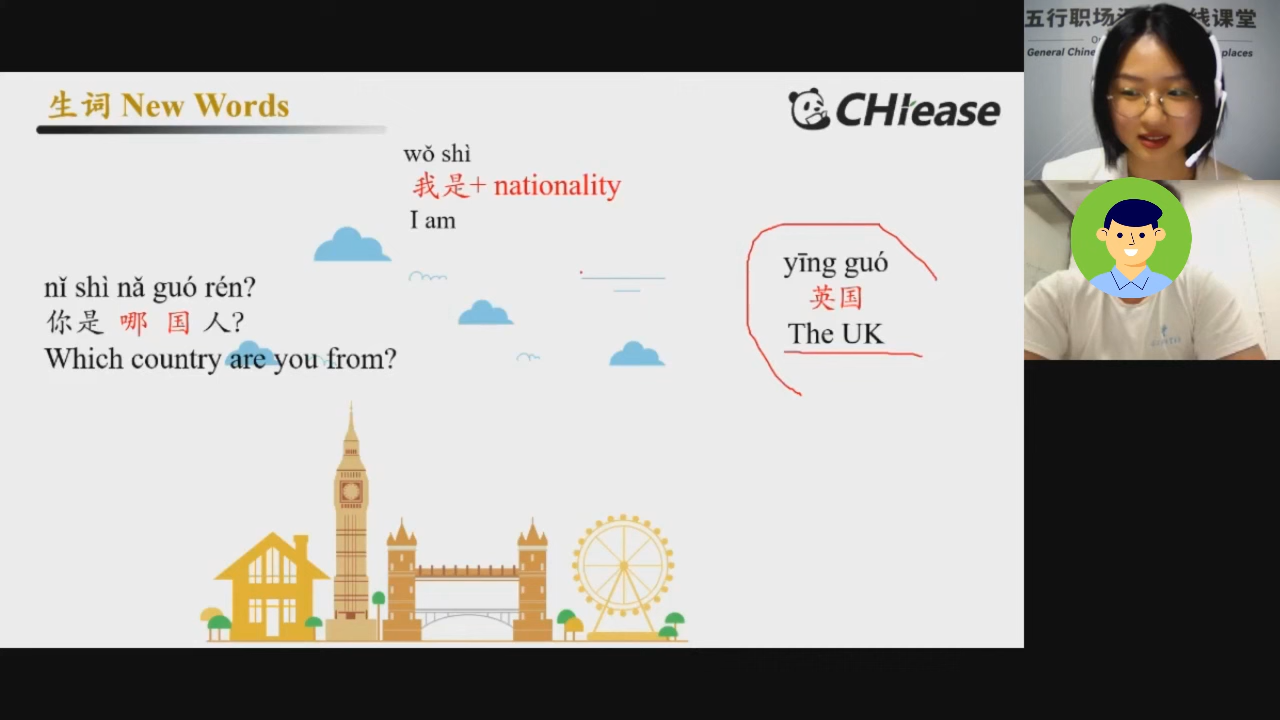 生词 New Words
CHIease
wǒ shì
我是+ nationality
I am
nǐ shì nǎ guó rén?
你是 哪 国 人?
Which country are you from?
yīng guó
英国
The UK
五行职场
线课堂
General Chine
places